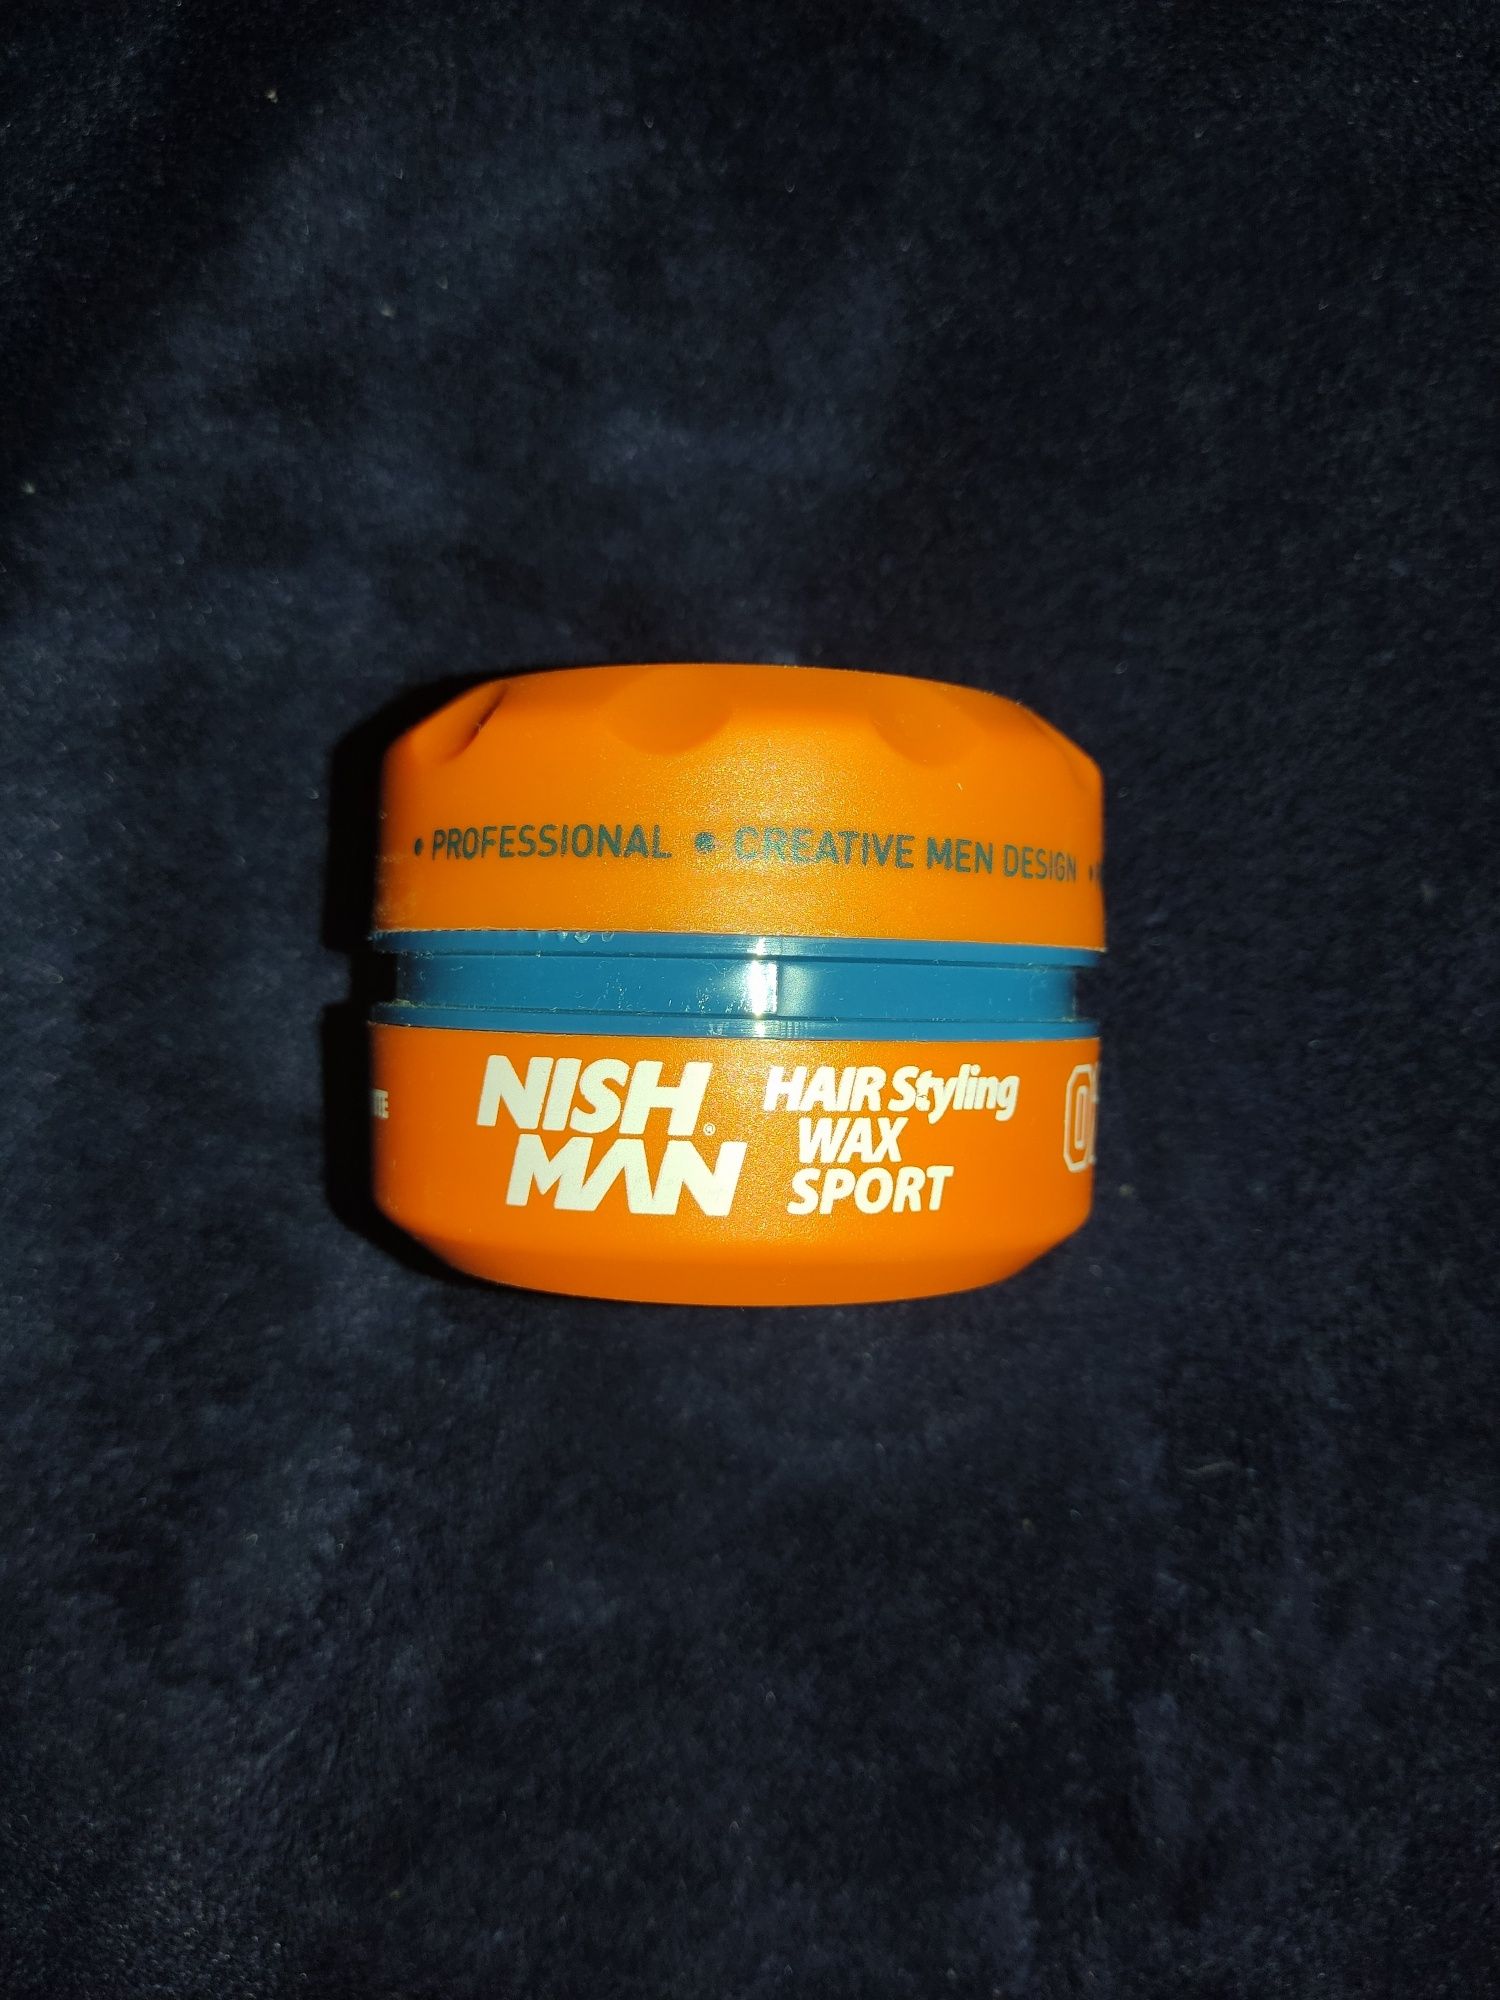 • PROFESSIONAL • CREATIVE MEN DESIGN •
NISH
MAN®
HAIR Styling
WAX
SPORT